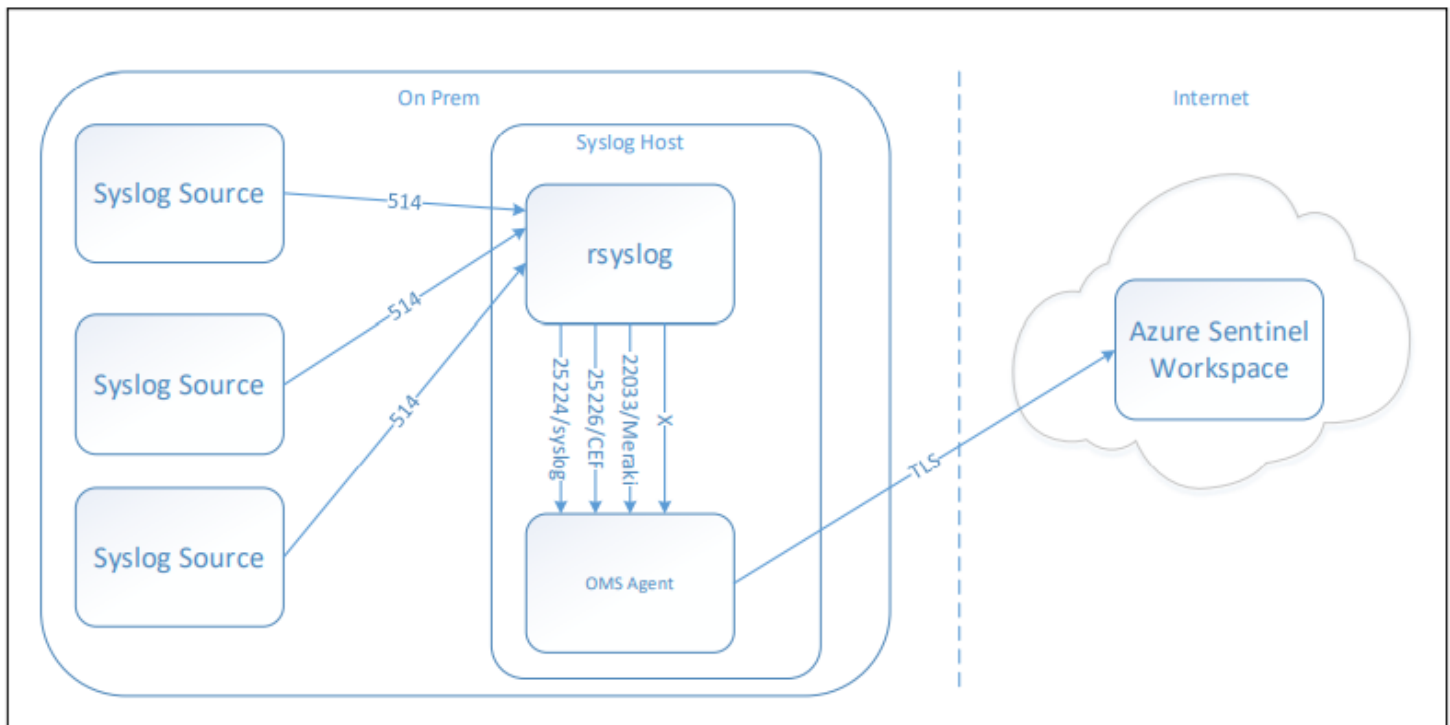 On Prem
Internet
Syslog Host
Syslog Source
514
rsyslog
Syslog Source
514
Syslog Source
514
25224/syslog
25226/CEF
22033/Meraki
X
OMS Agent
TLS
Azure Sentinel
Workspace